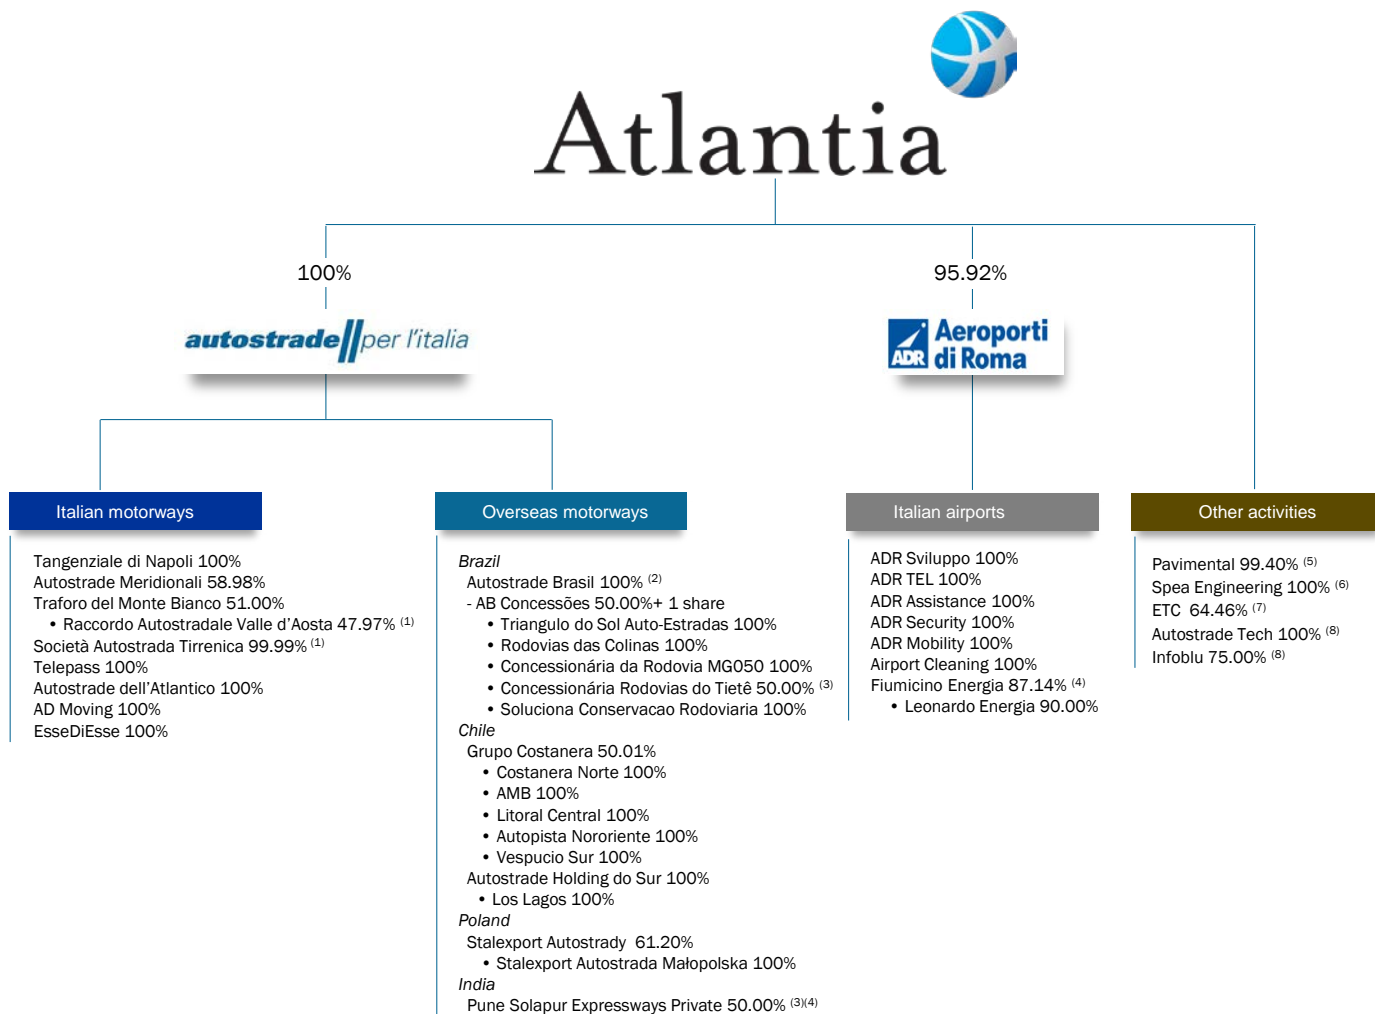 Atlantia
100%
95.92%
autostrade//per l'italia
ADR Aeroporti
di Roma
Italian motorways
Tangenziale di Napoli 100%
Autostrade Meridionali 58.98%
Traforo del Monte Bianco 51.00%
• Raccordo Autostradale Valle d'Aosta 47.97% (1)
Società Autostrada Tirrenica 99.99% (1)
Telepass 100%
Autostrade dell'Atlantico 100%
AD Moving 100%
EsseDiEsse 100%
Overseas motorways
Brazil
Autostrade Brasil 100% (2)
- AB Concessões 50.00%+ 1 share
• Triangulo do Sol Auto-Estradas 100%
• Rodovias das Colinas 100%
• Concessionária da Rodovia MG050 100%
• Concessionária Rodovias do Tietê 50.00% (3)
• Soluciona Conservacao Rodoviaria 100%
Chile
Grupo Costanera 50.01%
• Costanera Norte 100%
• AMB 100%
• Litoral Central 100%
• Autopista Nororiente 100%
• Vespucio Sur 100%
Autostrade Holding do Sur 100%
• Los Lagos 100%
Poland
Stalexport Autostrady 61.20%
• Stalexport Autostrada Małopolska 100%
India
Pune Solapur Expressways Private 50.00% (3)(4)
Italian airports
ADR Sviluppo 100%
ADR TEL 100%
ADR Assistance 100%
ADR Security 100%
ADR Mobility 100%
Airport Cleaning 100%
Fiumicino Energia 87.14% (4)
• Leonardo Energia 90.00%
Other activities
Pavimental 99.40% (5)
Spea Engineering 100% (6)
ETC 64.46% (7)
Autostrade Tech 100% (8)
Infoblu 75.00% (8)